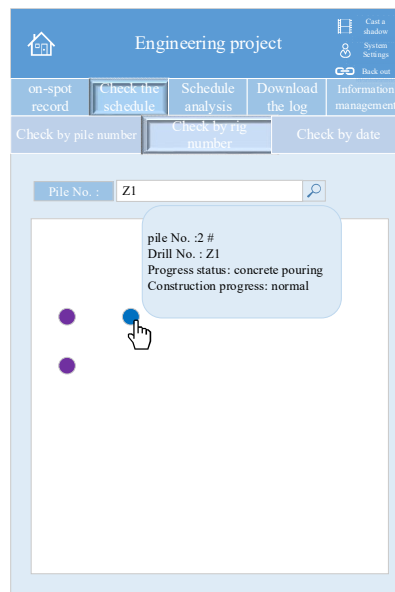 Engineering project
Cast a
shadow
System
Settings
Back out
on-spot
record
Check the
schedule
Schedule
analysis
Download
the log
Information
management
Check by pile number
Check by rig
number
Check by date
Pile No. :
Z1
pile No. :2 #
Drill No. : Z1
Progress status: concrete pouring
Construction progress: normal